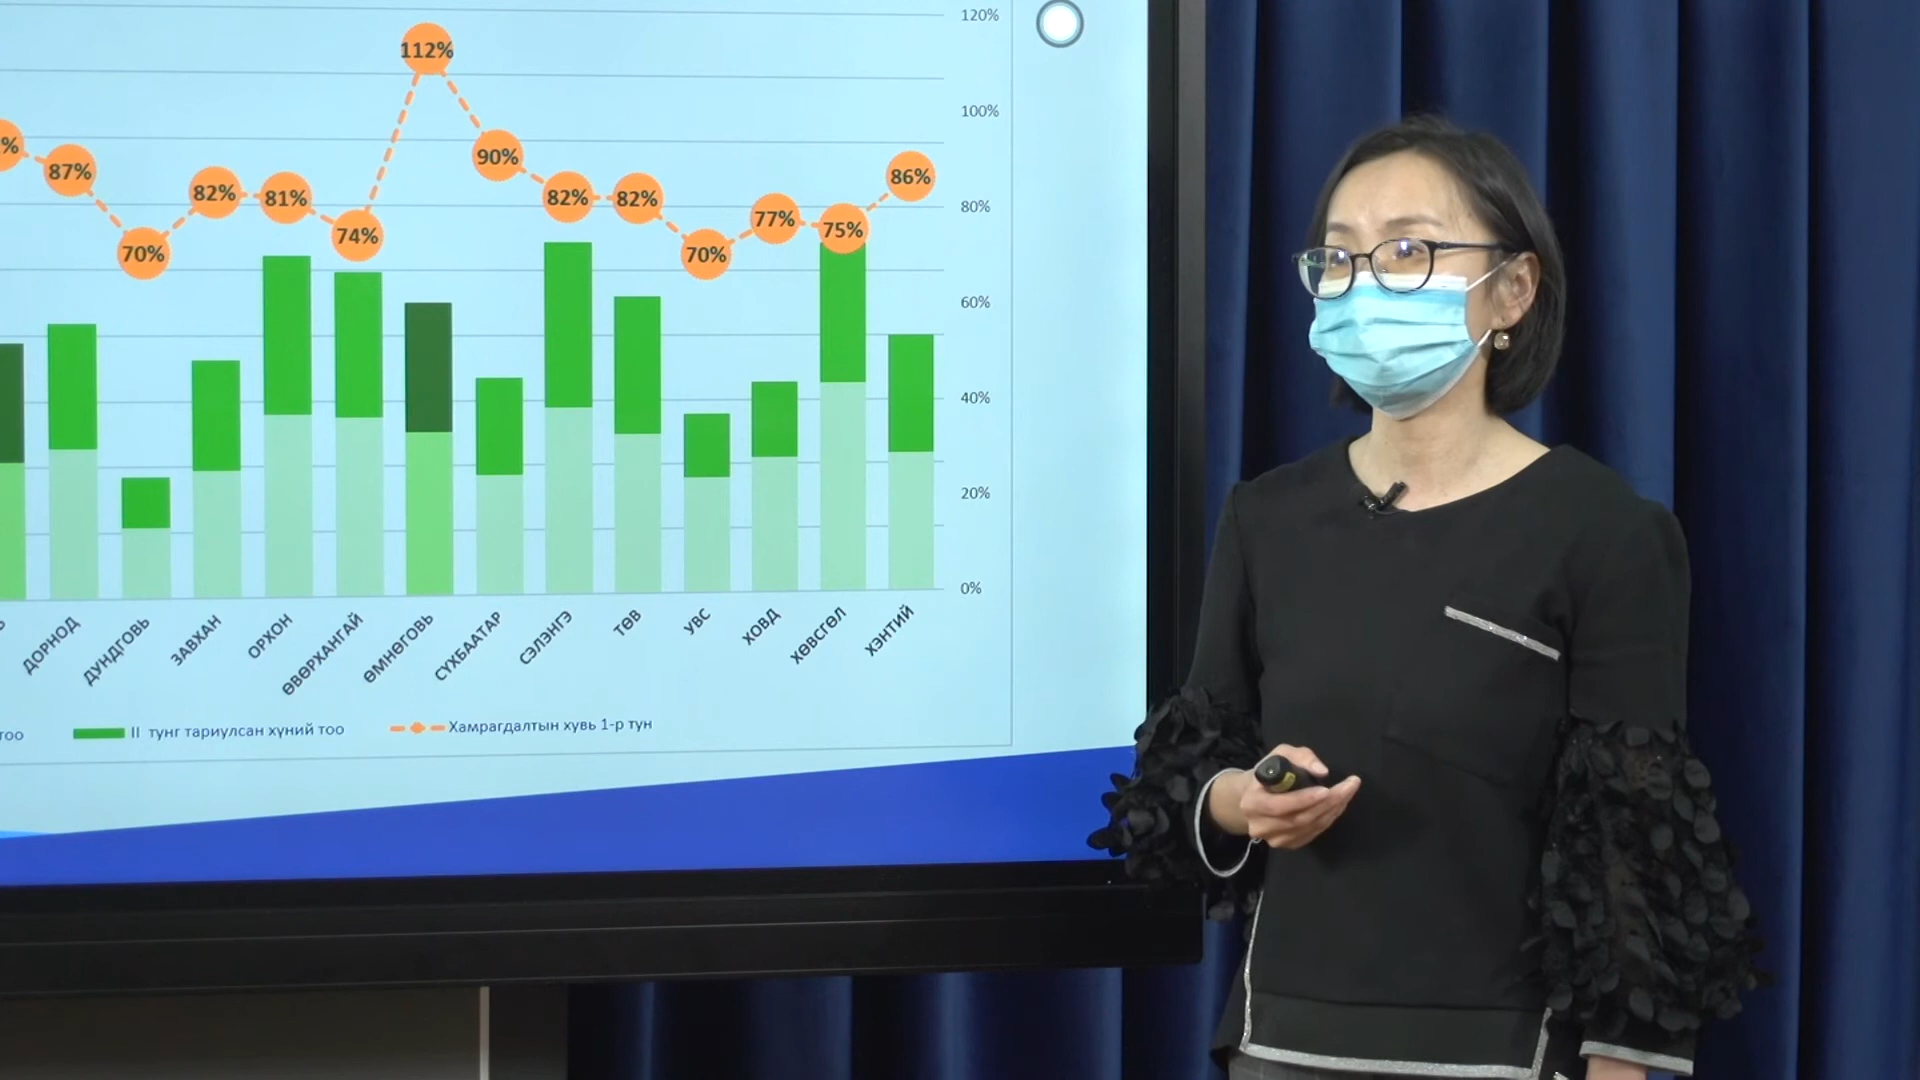 120%
112%
100%
%
87%
90%
86%
82%
81%
82%
82%
80%
77%
75%
74%
70%
70%
60%
40%
20%
0%
Ь
ДОРНОД
ДУНДГОВЬ
ЗАВХАН
ОРХОН
ӨВӨРХАНГАЙ
ӨМНӨГОВЬ
СҮХБААТАР
СЭЛЭНГЭ
ТӨВ
УВС
ХОВД
ХӨВСГӨЛ
ХЭНТИЙ
тоо
II тунг тариулсан хүний тоо
Хамрагдалтын хувь 1-р тун